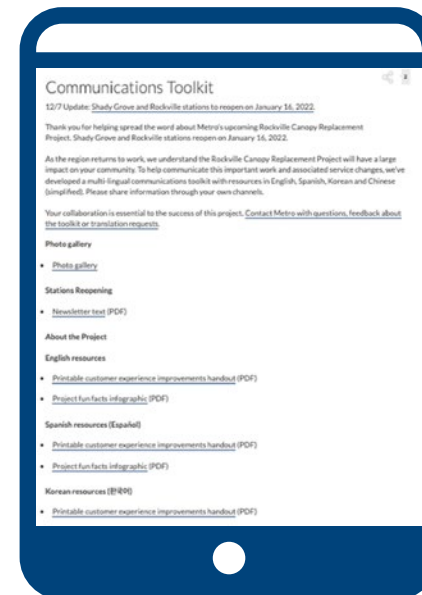 Communications Toolkit
12/7 Update: Shady Grove and Rockville stations to reopen on January 16, 2022.
Thank you for helping spread the word about Metro's upcoming Rockville Canopy Replacement
Project. Shady Grove and Rockville stations reopen on January 16, 2022.
As the region returns to work, we understand the Rockville Canopy Replacement Project will have a large
impact on your community. To help communicate this important work and associated service changes, we've
developed a multi-lingual communications toolkit with resources in English, Spanish, Korean and Chinese
(simplified). Please share information through your own channels.
Your collaboration is essential to the success of this project. Contact Metro with questions, feedback about
the toolkit or translation requests.
Photo gallery
• Photo gallery
Stations Reopening
• Newsletter text (PDF)
About the Project
English resources
• Printable customer experience improvements handout (PDF)
• Project fun facts infographic (PDF)
Spanish resources (Español)
• Printable customer experience improvements handout (PDF)
• Project fun facts infographic (PDF)
Korean resources (한국어)
• Printable customer experience improvements handout (PDF)